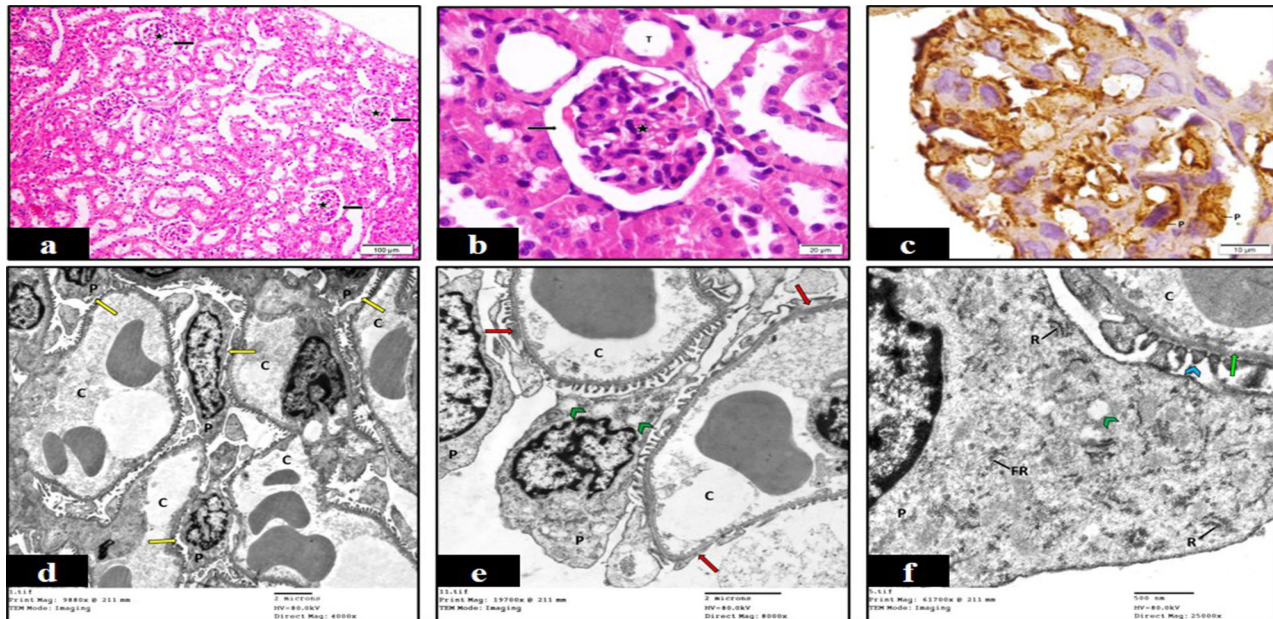 a
100 µm
T
b
20 µm
P
P
c
10 µm
P
P
C
C
C
C
P
C
P
d
1.tif
Print Mag: 9880x @ 211 mm
TEM Mode: Imaging
2 microns
HV=80.0kV
Direct Mag: 4000x
C
P
C
P
e
11.tif
Print Mag: 19700x @ 211 mm
TEM Mode: Imaging
2 microns
HV=80.0kV
Direct Mag: 8000x
C
R
FR
P
R
f
5.tif
Print Mag: 61700x @ 211 mm
TEM Mode: Imaging
500 nm
HV=80.0kV
Direct Mag: 25000x